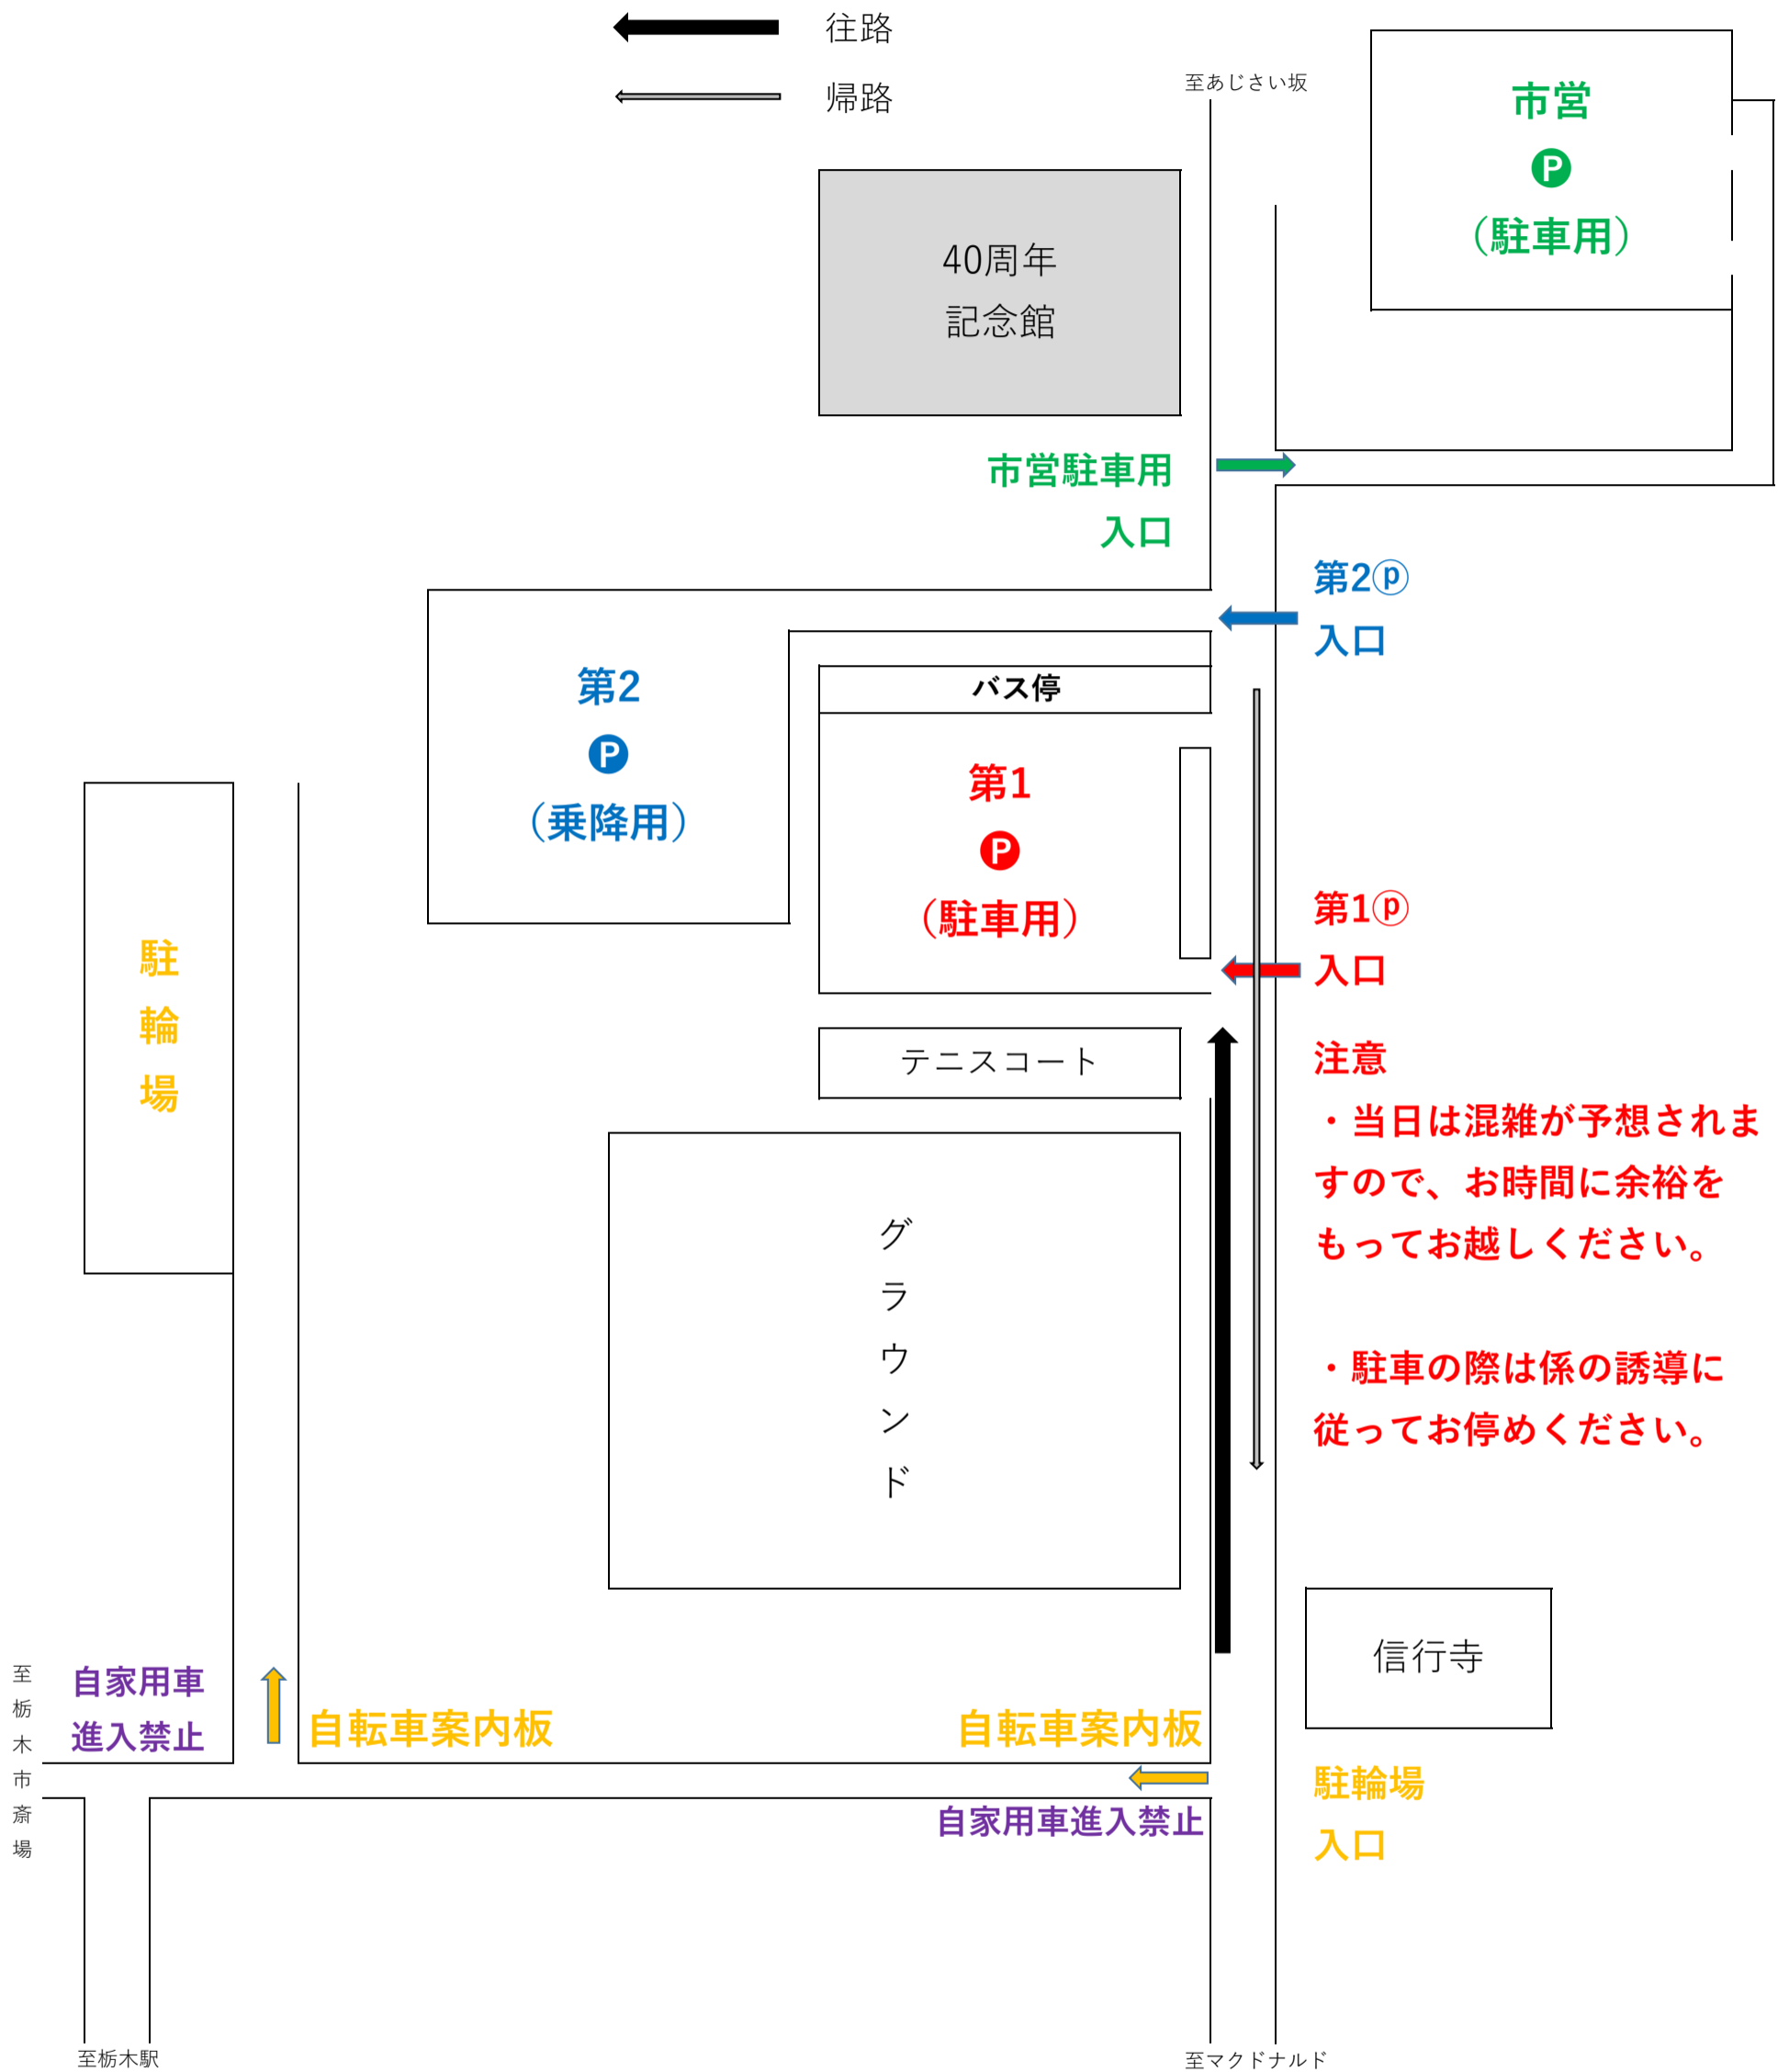 往路
帰路
至あじさい坂
市営
P
（駐車用）
40周年
記念館
市営駐車用
入口
第2ⓟ
入口
第2
P
（乗降用）
バス停
第1
P
（駐車用）
第1ⓟ
入口
駐
輪
場
テニスコート
注意
・当日は混雑が予想されま
すので、お時間に余裕を
もってお越しください。
・駐車の際は係の誘導に
従ってお停めください。
グ
ラ
ウ
ン
ド
信行寺
至
栃
木
市
斎
場
自家用車
進入禁止
自転車案内板
自転車案内板
駐輪場
入口
自家用車進入禁止
至栃木駅
至マクドナルド